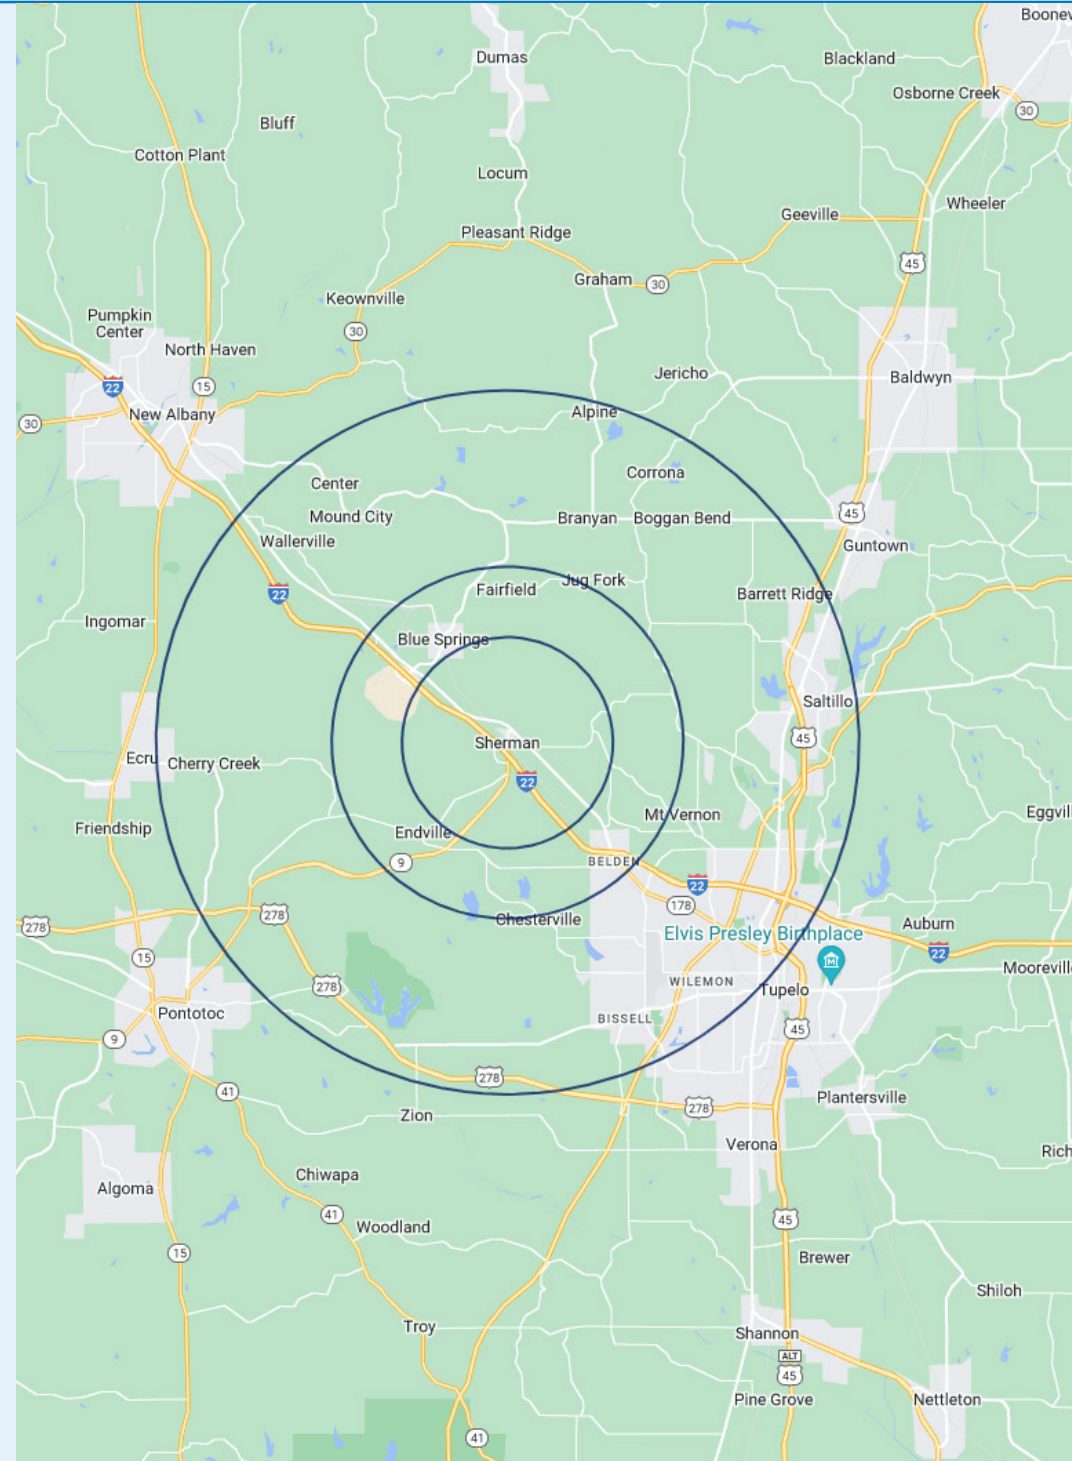 Boonev
Dumas
Blackland
Osborne Creek
30
Bluff
Cotton Plant
Locum
Wheeler
Geeville
Pleasant Ridge
45
Graham
30
Keownville
Pumpkin
Center
30
North Haven
Jericho
Baldwyn
22
15
New Albany
Alpine
30
Corrona
Center
Mound City
Branyan
Boggan Bend
45
Wallerville
Guntown
Jug Fork
Fairfield
22
Barrett Ridge
Ingomar
Blue Springs
Saltillo
Sherman
45
Ecru
Cherry Creek
22
Eggvil
Mt Vernon
Friendship
Endville
9
BELDEN
22
178
278
278
Chesterville
Auburn
Elvis Presley Birthplace
22
15
Mooreville
278
WILEMON
Tupelo
Pontotoc
BISSELL
45
9
278
41
Plantersville
278
Zion
Verona
Rich
Chiwapa
Algoma
41
45
Woodland
15
Brewer
Shiloh
Troy
Shannon
ALT
45
Pine Grove
Nettleton
41